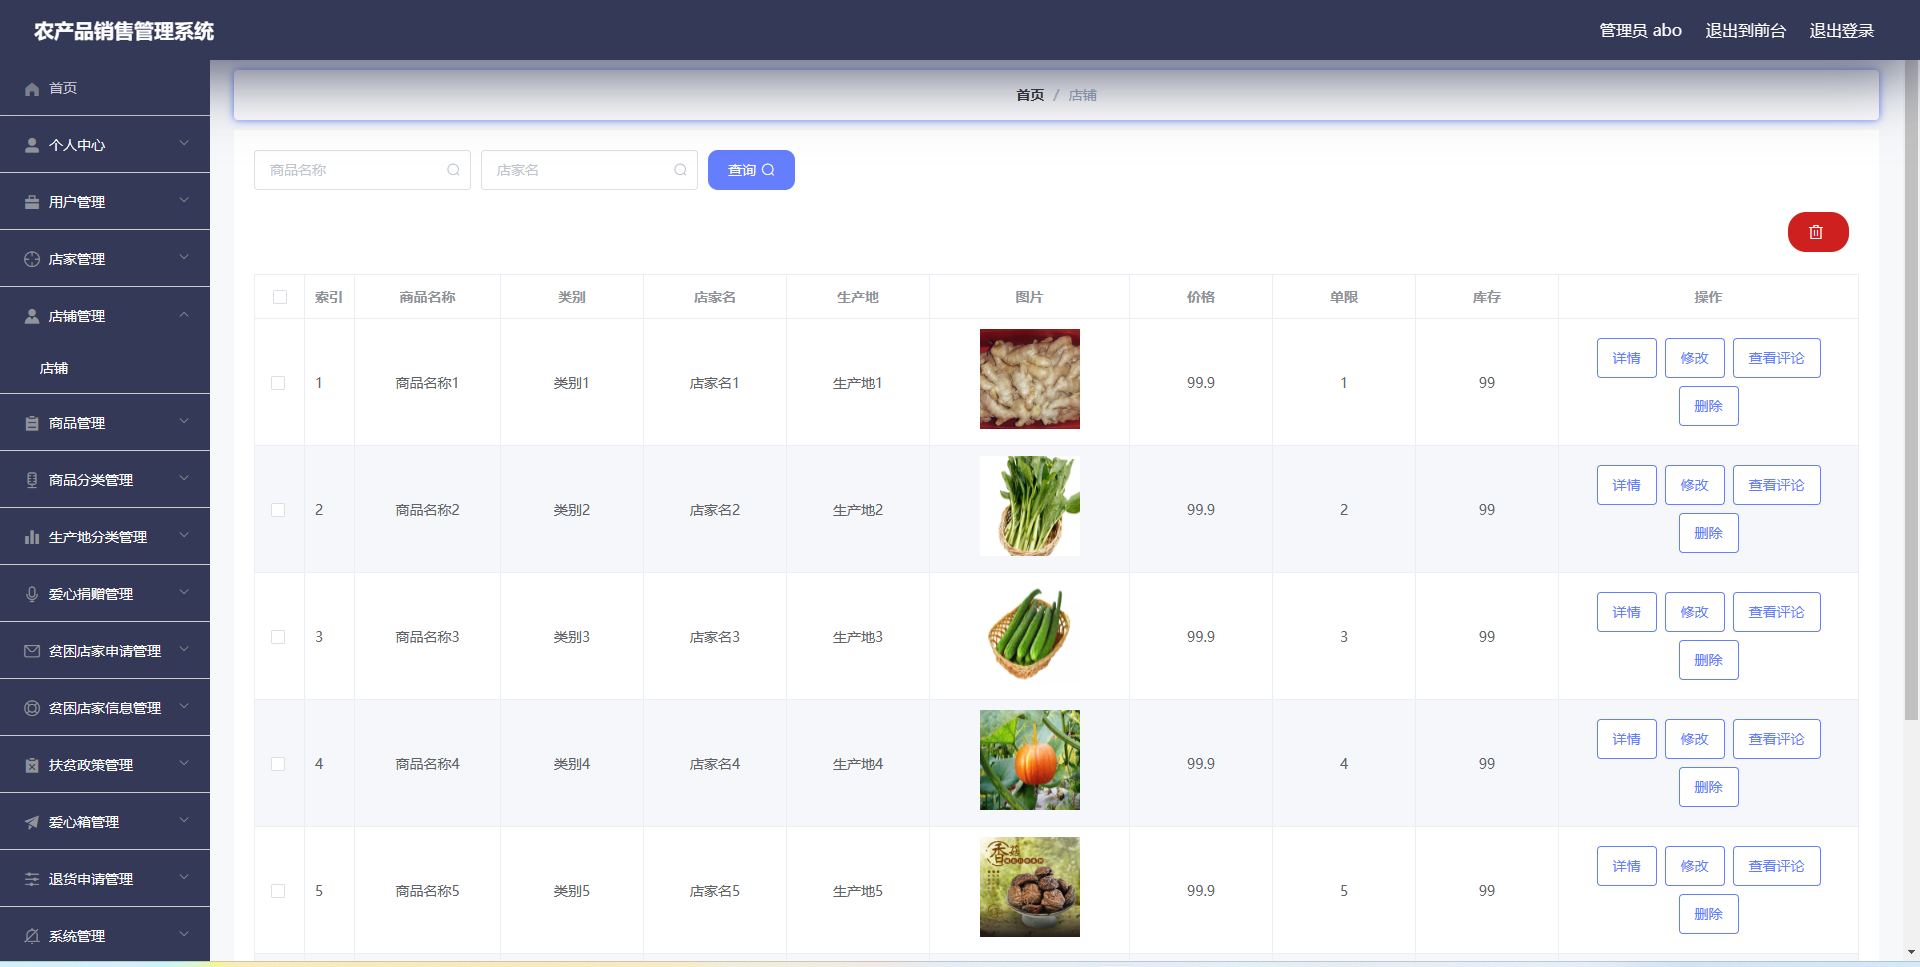 农产品销售管理系统
管理员 abo 退出到前台 退出登录
首页
个人中心
用户管理
店家管理
店铺管理
店铺
商品管理
商品分类管理
生产地分类管理
爱心捐赠管理
贫困店家申请管理
贫困店家信息管理
扶贫政策管理
爱心箱管理
退货申请管理
系统管理
首页 / 店铺
商品名称 店家名 查询
索引 商品名称 类别 店家名 生产地 图片 价格 单限 库存 操作
1 商品名称1 类别1 店家名1 生产地1 99.9 1 99 详情 修改 查看评论
删除
2 商品名称2 类别2 店家名2 生产地2 99.9 2 99 详情 修改 查看评论
删除
3 商品名称3 类别3 店家名3 生产地3 99.9 3 99 详情 修改 查看评论
删除
4 商品名称4 类别4 店家名4 生产地4 99.9 4 99 详情 修改 查看评论
删除
5 商品名称5 类别5 店家名5 生产地5 香菇 99.9 5 99 详情 修改 查看评论
删除